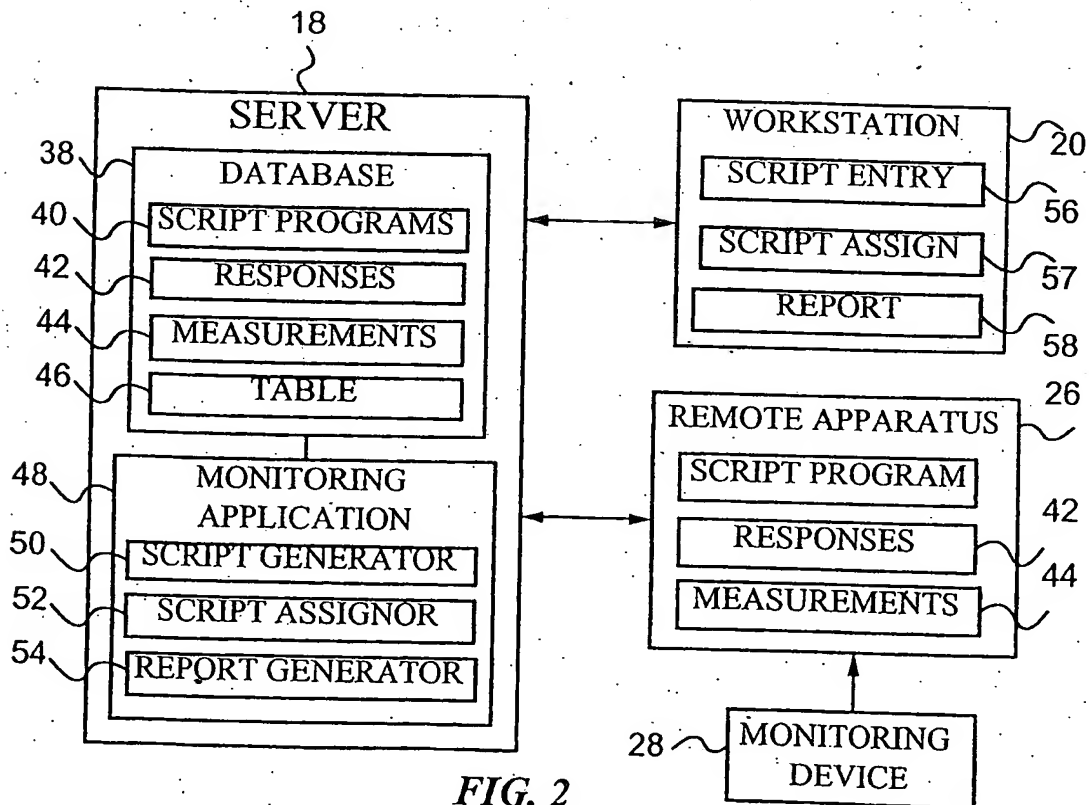 18
SERVER
38
DATABASE
40
SCRIPT PROGRAMS
42
RESPONSES
44
MEASUREMENTS
46
TABLE
48
MONITORING
APPLICATION
50
SCRIPT GENERATOR
52
SCRIPT ASSIGNOR
54
REPORT GENERATOR
WORKSTATION
20
SCRIPT ENTRY
56
SCRIPT ASSIGN
57
REPORT
58
26
REMOTE APPARATUS
SCRIPT PROGRAM
42
RESPONSES
44
MEASUREMENTS
28
MONITORING
DEVICE
FIG. 2